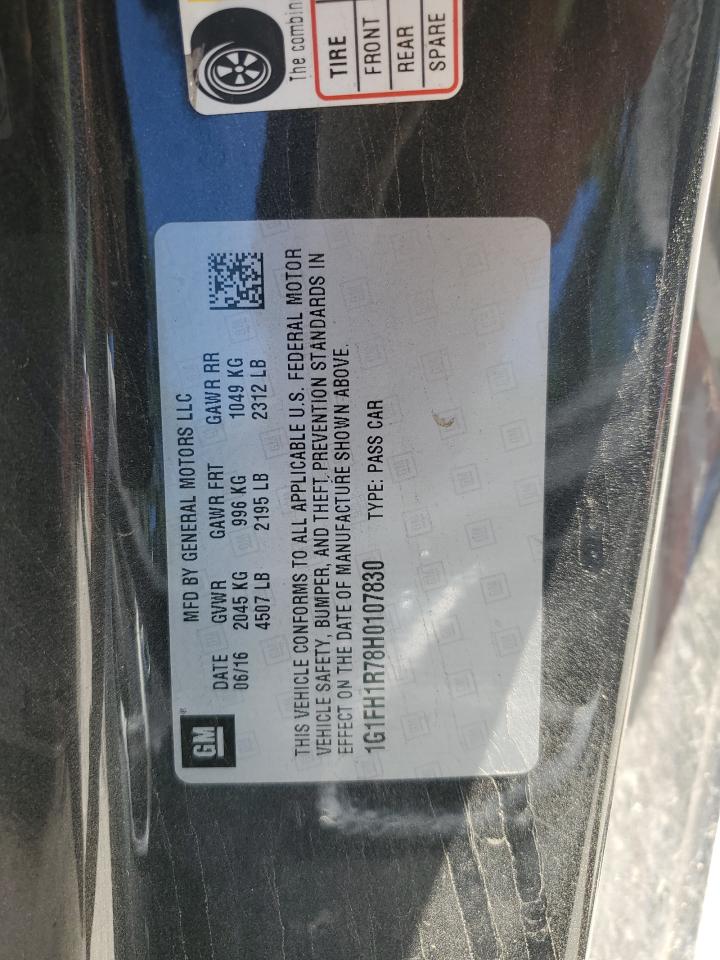 The combin
TIRE
FRONT
REAR
SPARE
GM®
MFD BY GENERAL MOTORS LLC
DATE GVWR GAWR FRT GAWR RR
06/16 2045 KG 996 KG 1049 KG
4507 LB 2195 LB 2312 LB
THIS VEHICLE CONFORMS TO ALL APPLICABLE U.S. FEDERAL MOTOR
VEHICLE SAFETY, BUMPER, AND THEFT PREVENTION STANDARDS IN
EFFECT ON THE DATE OF MANUFACTURE SHOWN ABOVE.
1G1FH1R78H0107830 TYPE: PASS CAR